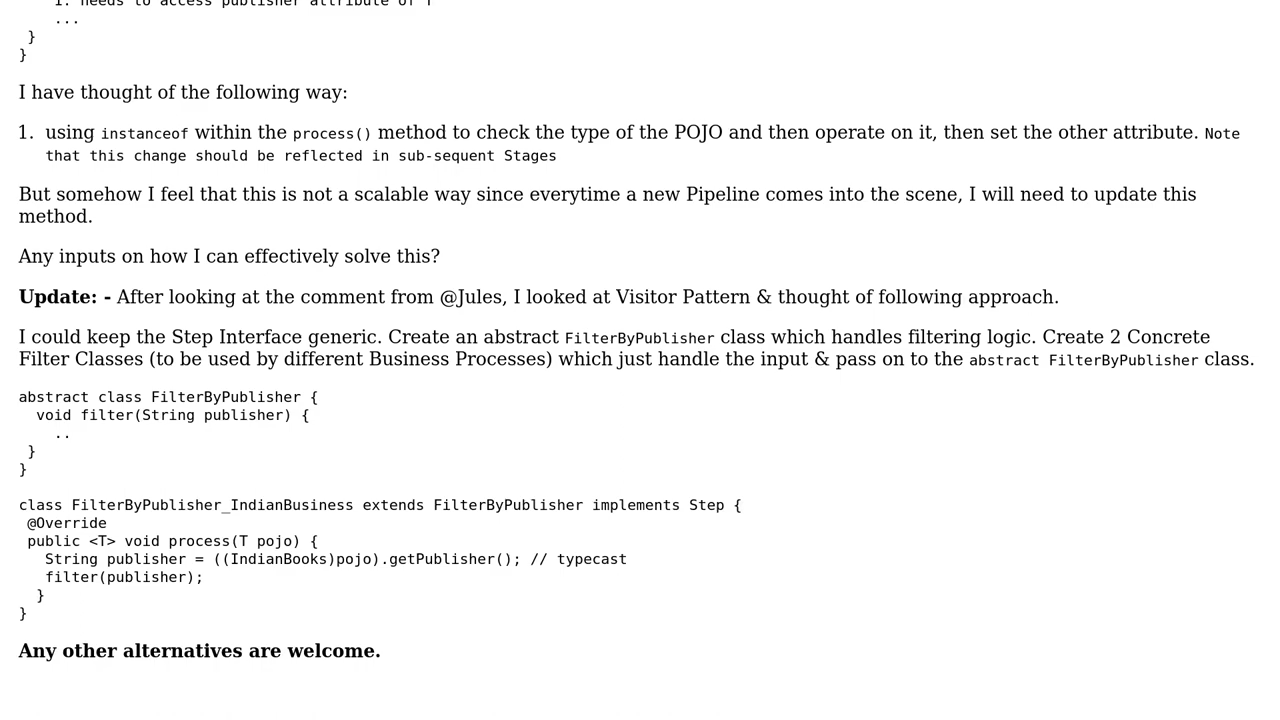 1. needs to access publisher attribute of T
...
}
}
I have thought of the following way:
1. using instanceof within the process() method to check the type of the POJO and then operate on it, then set the other attribute. Note
that this change should be reflected in sub-sequent Stages
But somehow I feel that this is not a scalable way since everytime a new Pipeline comes into the scene, I will need to update this
method.
Any inputs on how I can effectively solve this?
Update: - After looking at the comment from @Jules, I looked at Visitor Pattern & thought of following approach.
I could keep the Step Interface generic. Create an abstract FilterByPublisher class which handles filtering logic. Create 2 Concrete
Filter Classes (to be used by different Business Processes) which just handle the input & pass on to the abstract FilterByPublisher class.
abstract class FilterByPublisher {
void filter(String publisher) {
..
}
}
class FilterByPublisher_IndianBusiness extends FilterByPublisher implements Step {
@Override
public <T> void process(T pojo) {
String publisher = ((IndianBooks)pojo).getPublisher(); // typecast
filter(publisher);
}
}
Any other alternatives are welcome.